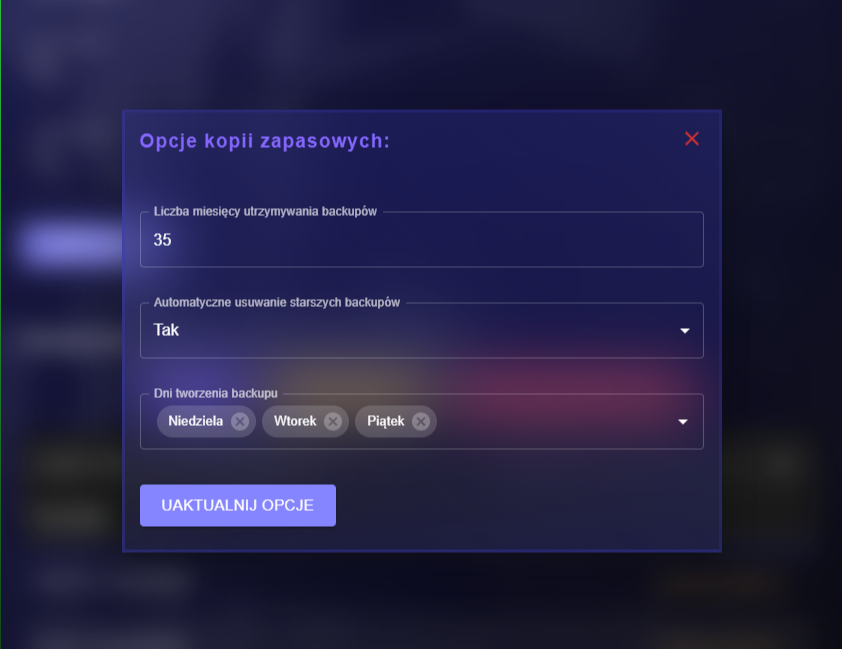 Opcje kopii zapasowych:
Liczba miesięcy utrzymywania backupów
35
Automatyczne usuwanie starszych backupów
Tak
Dni tworzenia backupu
Niedziela Wtorek Piątek
UAKTUALNIJ OPCJE